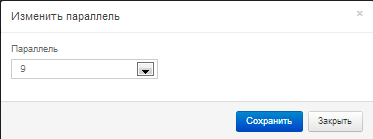 Изменить параллель
×
Параллель
9
Сохранить Закрыть